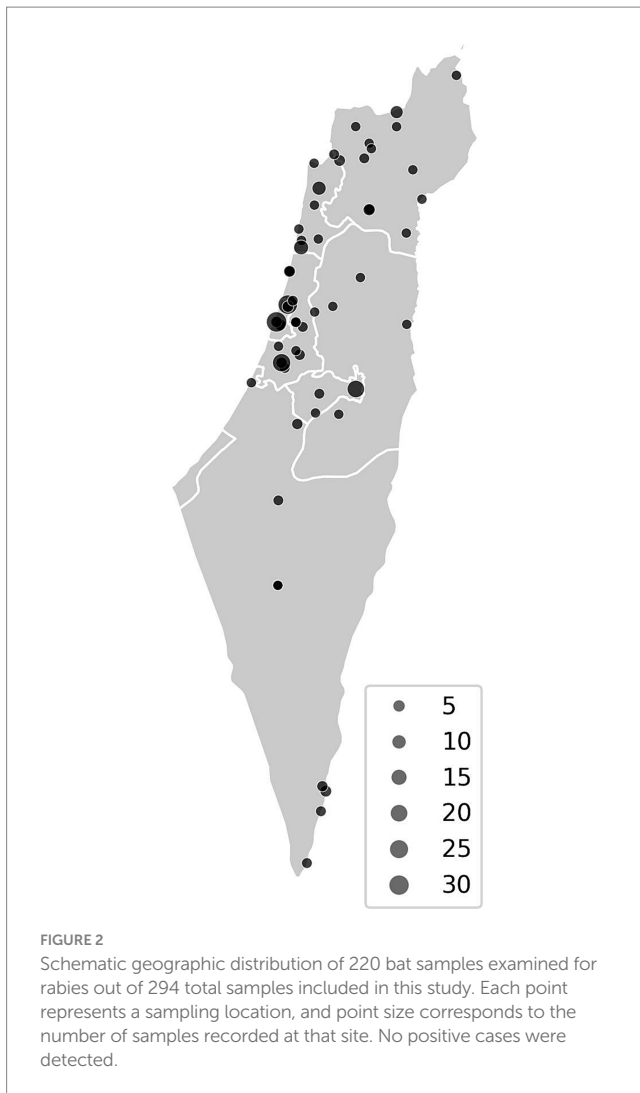 5
10
15
20
25
30
FIGURE 2
Schematic geographic distribution of 220 bat samples examined for
rabies out of 294 total samples included in this study. Each point
represents a sampling location, and point size corresponds to the
number of samples recorded at that site. No positive cases were
detected.